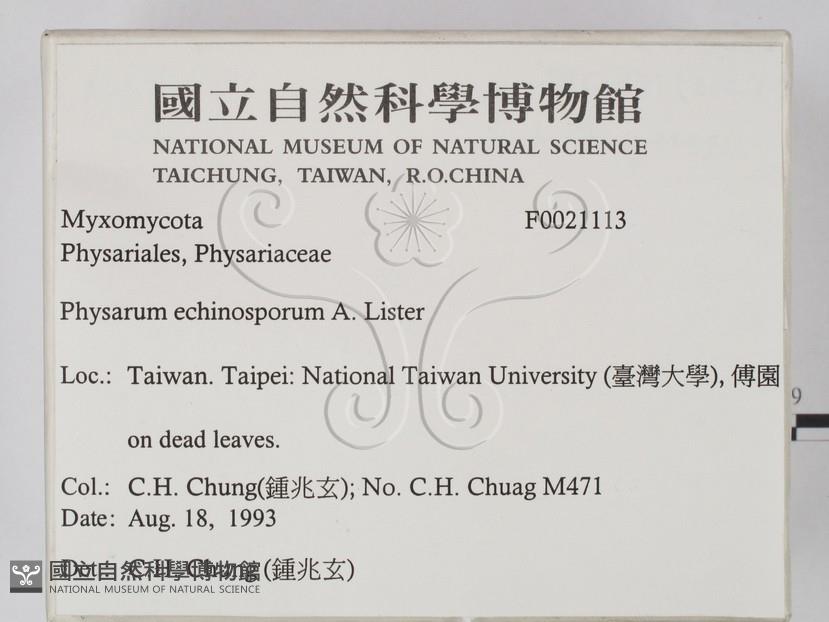 國立自然科學博物館
NATIONAL MUSEUM OF NATURAL SCIENCE
TAICHUNG, TAIWAN, R.O.CHINA
Myxomycota F0021113
Physariales, Physariaceae
Physarum echinosporum A. Lister
Loc.: Taiwan. Taipei: National Taiwan University (臺灣大學), 傅園
9
on dead leaves.
Col.: C.H. Chung(鍾兆玄); No. C.H. Chuag M471
Date: Aug. 18, 1993
Det.: C.H. Chung (鍾兆玄)
國立自然科學博物館
NATIONAL MUSEUM OF NATURAL SCIENCE